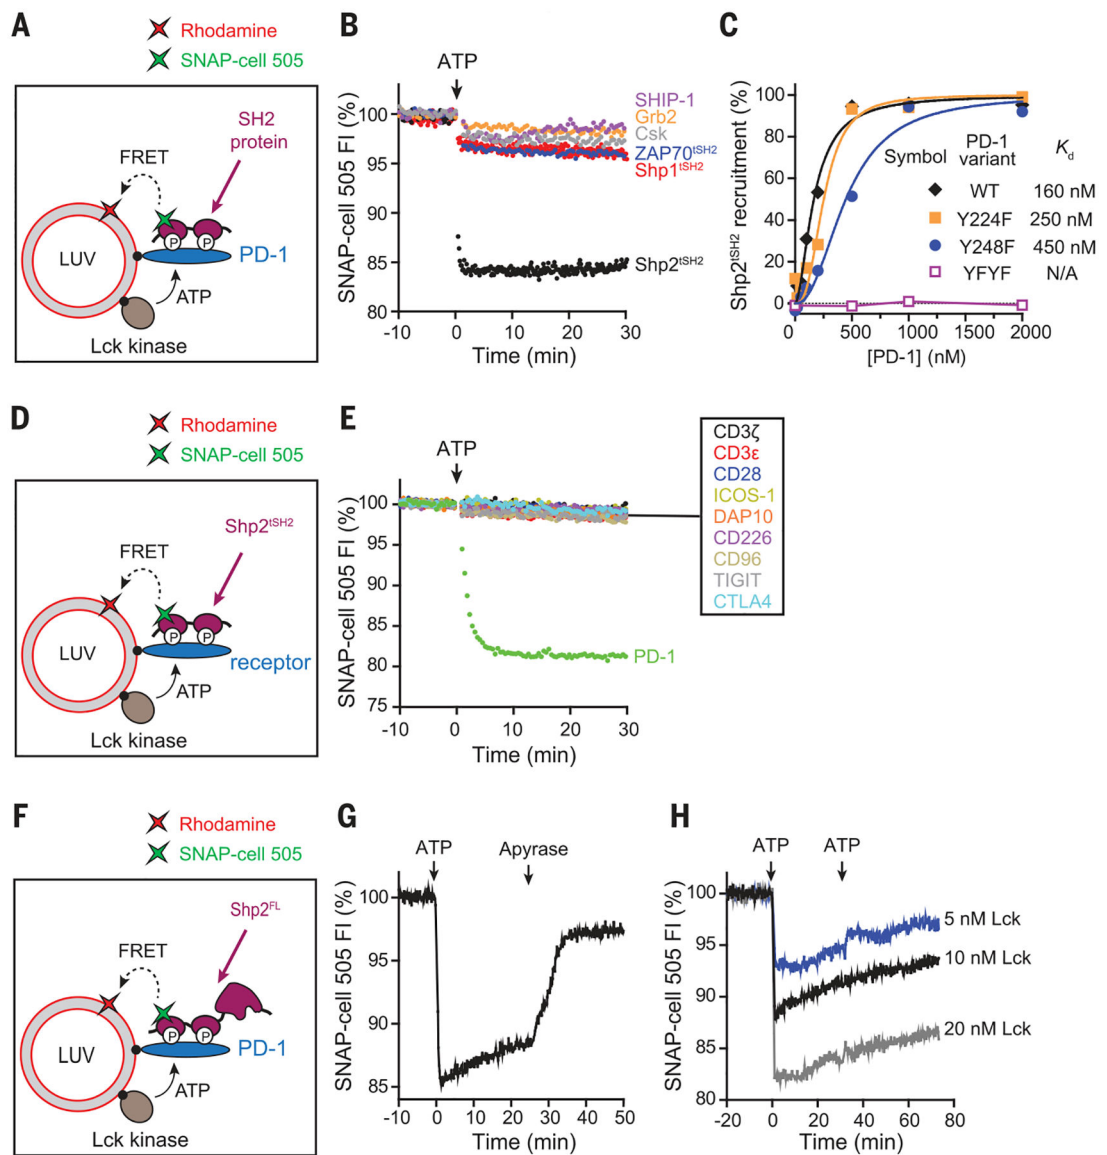 A
Rhodamine
SNAP-cell 505
SH2
protein
FRET
LUV
P P
PD-1
ATP
Lck kinase
B
ATP
SNAP-cell 505 FI (%)
100
95
90
85
80
-10 0 10 20 30
Time (min)
SHIP-1
Grb2
Csk
ZAP70tSH2
Shp1tSH2
Shp2tSH2
C
Shp2tSH2 recruitment (%)
100
80
60
40
20
0
0 500 1000 1500 2000
[PD-1] (nM)
Symbol PD-1 variant Kd
WT 160 nM
Y224F 250 nM
Y248F 450 nM
YFYF N/A
D
Rhodamine
SNAP-cell 505
Shp2tSH2
FRET
LUV
P P
receptor
ATP
Lck kinase
E
ATP
SNAP-cell 505 FI (%)
100
95
90
85
80
75
-10 0 10 20 30
Time (min)
CD3ζ
CD3ε
CD28
ICOS-1
DAP10
CD226
CD96
TIGIT
CTLA4
PD-1
F
Rhodamine
SNAP-cell 505
Shp2FL
FRET
LUV
P P
PD-1
ATP
Lck kinase
G
ATP Apyrase
SNAP-cell 505 FI (%)
100
95
90
85
-10 0 10 20 30 40 50
Time (min)
H
ATP ATP
SNAP-cell 505 FI (%)
100
95
90
85
80
-20 0 20 40 60 80
Time (min)
5 nM Lck
10 nM Lck
20 nM Lck